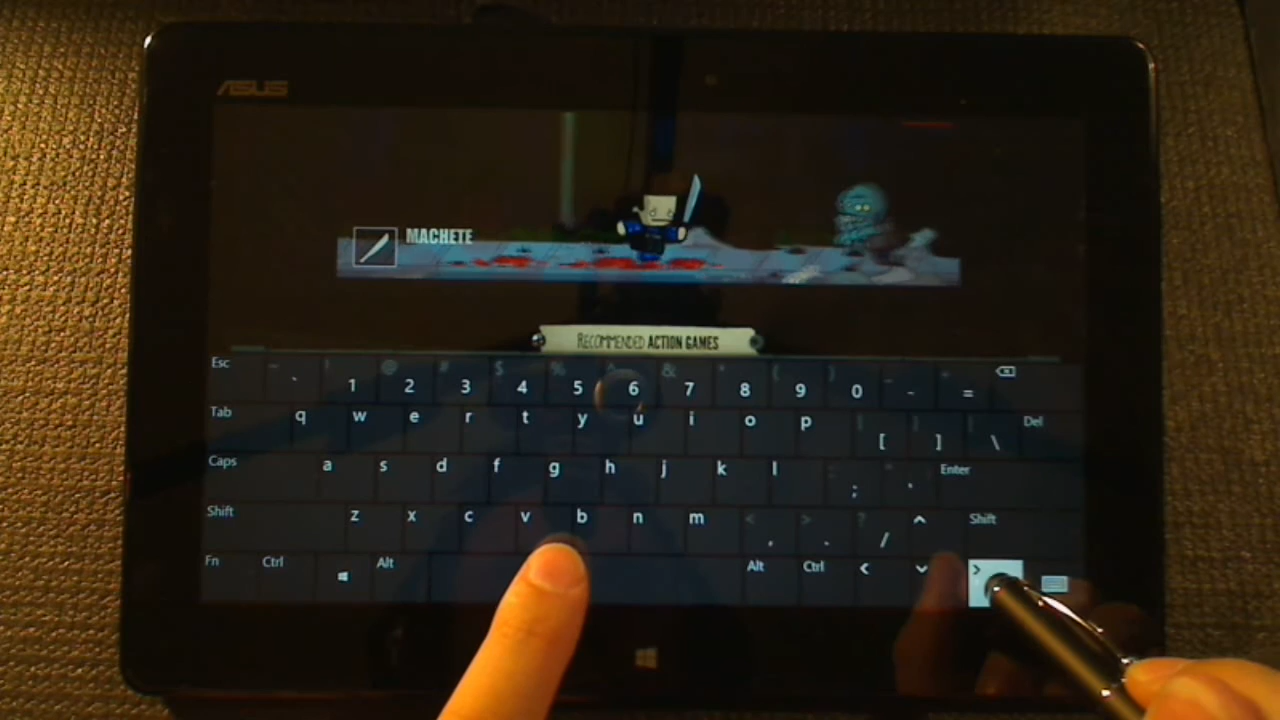 ASUS
MACHETE
RECOMMENDED ACTION GAMES
Esc ~ ` ! 1 @ 2 # 3 $ 4 % 5 ^ 6 & 7 * 8 ( 9 ) 0 - =
Tab q w e r t y u i o p [ ] \ Del
Caps a s d f g h j k l : ; ' Enter
Shift z x c v b n m < , > . ? / ^ Shift
Fn Ctrl Alt Alt Ctrl < v >